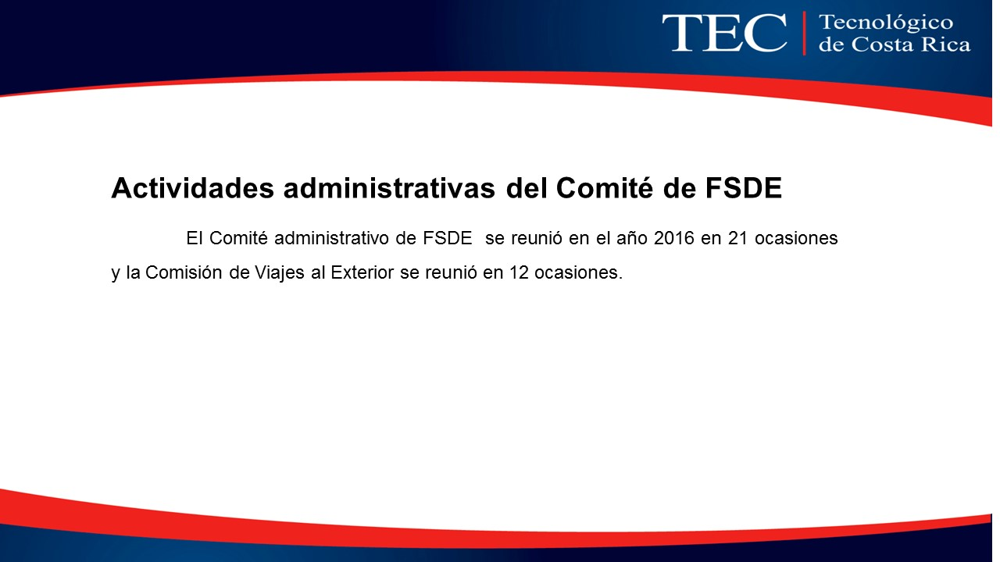 TEC | Tecnológico
de Costa Rica
Actividades administrativas del Comité de FSDE
El Comité administrativo de FSDE  se reunió en el año 2016 en 21 ocasiones
y la Comisión de Viajes al Exterior se reunió en 12 ocasiones.